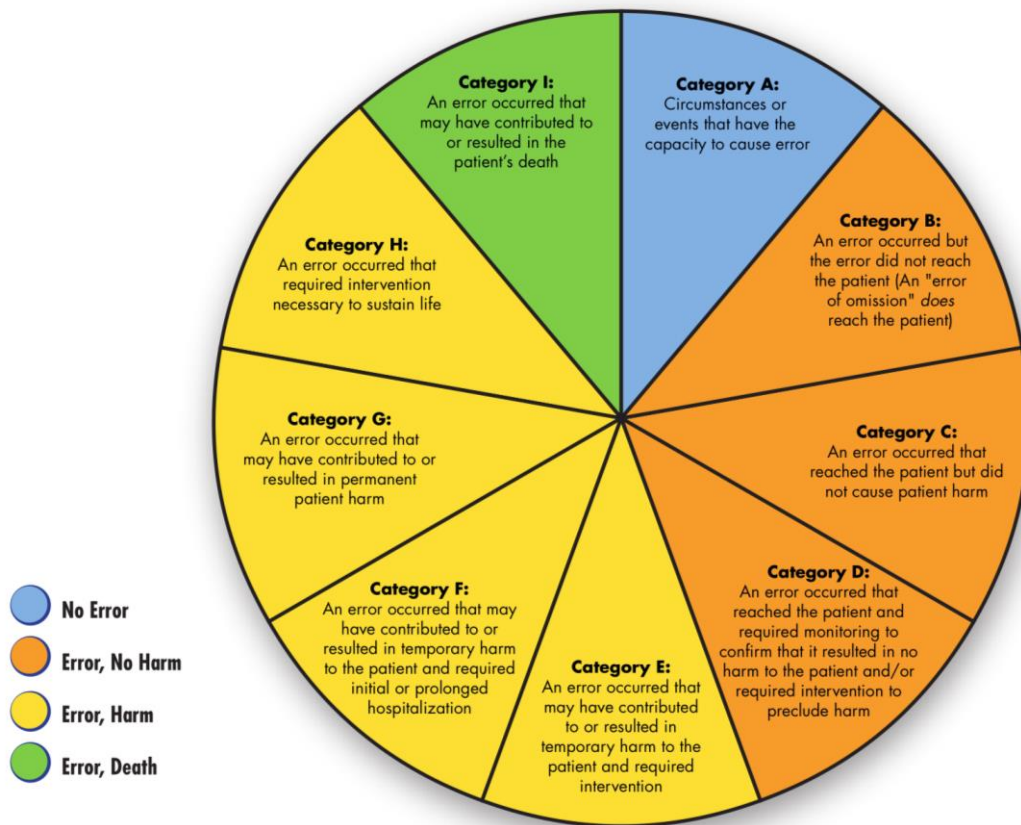 Category A:
Circumstances or
events that have the
capacity to cause error
Category B:
An error occurred but
the error did not reach
the patient (An "error
of omission" does
reach the patient)
Category C:
An error occurred that
reached the patient but did
not cause patient harm
Category D:
An error occurred that
reached the patient and
required monitoring to
confirm that it resulted in no
harm to the patient and/or
required intervention to
preclude harm
Category E:
An error occurred that
may have contributed
to or resulted in
temporary harm to the
patient and required
intervention
Category F:
An error occurred that may
have contributed to or
resulted in temporary harm
to the patient and required
initial or prolonged
hospitalization
Category G:
An error occurred that
may have contributed to or
resulted in permanent
patient harm
Category H:
An error occurred that
required intervention
necessary to sustain life
Category I:
An error occurred that
may have contributed to
or resulted in the
patient’s death
No Error
Error, No Harm
Error, Harm
Error, Death